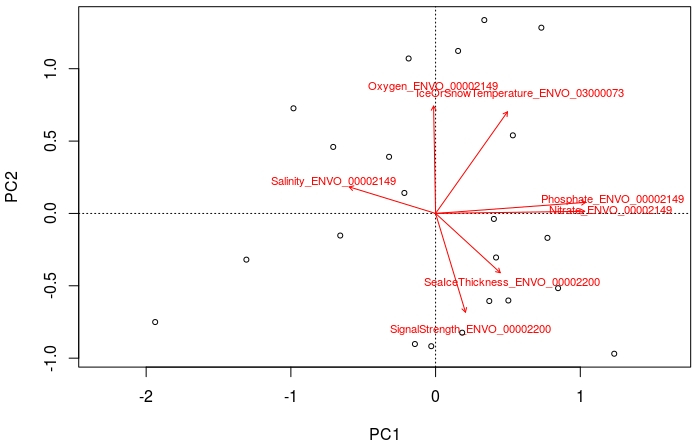 Oxygen_ENVO_00002149
IceOrSnowTemperature_ENVO_03000073
Salinity_ENVO_00002149
Phosphate_ENVO_00002149
Nitrate_ENVO_00002149
SeaIceThickness_ENVO_00002200
SignalStrength_ENVO_00002200
PC2
1.0
0.5
0.0
-0.5
-1.0
-2
-1
0
1
PC1